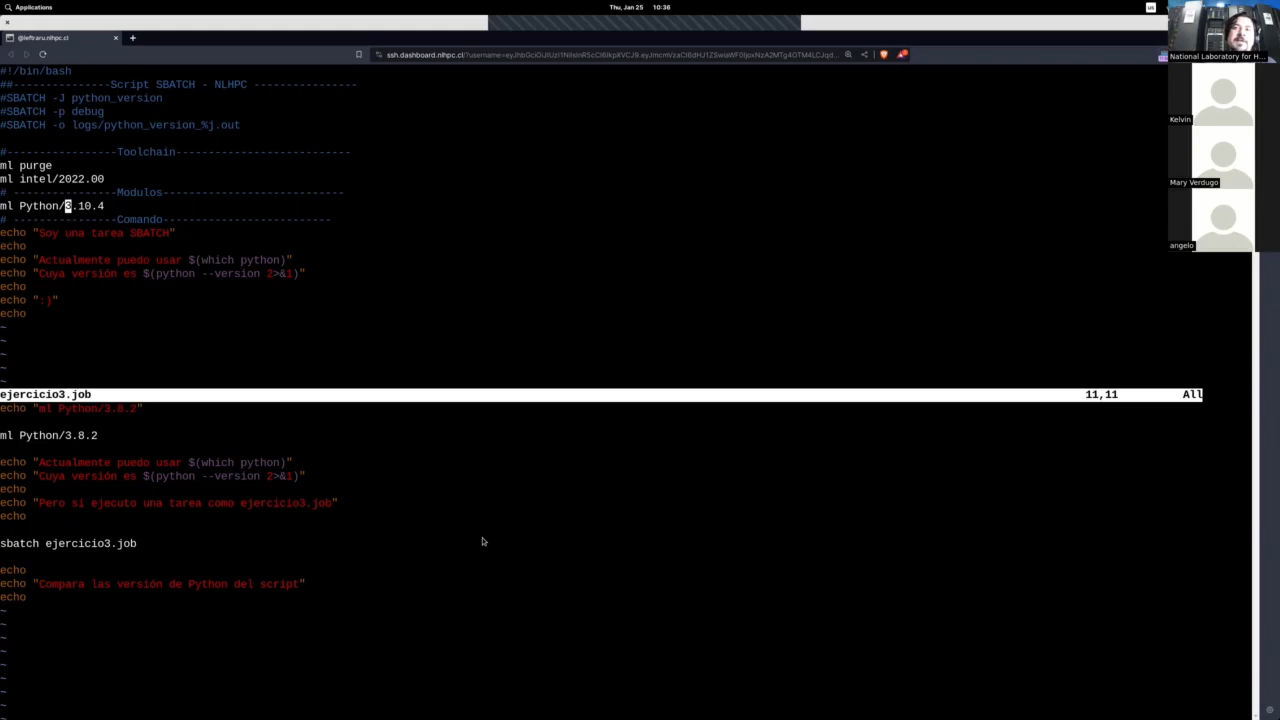 Applications
Thu, Jan 25 10:36
us
@leftraru.nlhpc.cl
#!/bin/bash
##---------------Script SBATCH - NLHPC ----------------
#SBATCH -J python_version
#SBATCH -p debug
#SBATCH -o logs/python_version_%j.out
#-----------------Toolchain---------------------------
ml purge
ml intel/2022.00
# ----------------Modulos----------------------------
ml Python/3.10.4
# ----------------Comando--------------------------
echo "Soy una tarea SBATCH"
echo
echo "Actualmente puedo usar $(which python)"
echo "Cuya versión es $(python --version 2>&1)"
echo
echo ":)"
echo
~
~
~
~
~
ejercicio3.job 11,11 All
echo "ml Python/3.8.2"
ml Python/3.8.2
echo "Actualmente puedo usar $(which python)"
echo "Cuya versión es $(python --version 2>&1)"
echo
echo "Pero si ejecuto una tarea como ejercicio3.job"
echo
sbatch ejercicio3.job
echo
echo "Compara las versión de Python del script"
echo
~
~
~
~
~
~
~
~
~
National Laboratory for H...
Kelvin
Mary Verdugo
angelo